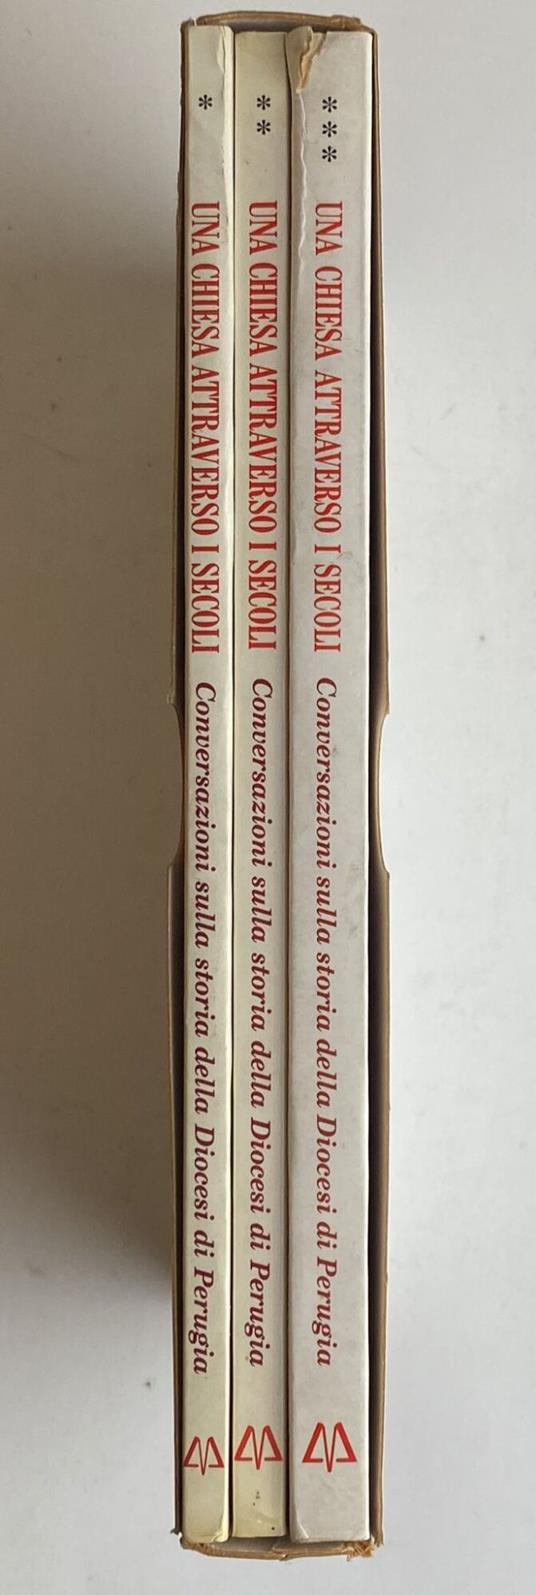 * UNA CHIESA ATTRAVERSO I SECOLI Conversazioni sulla storia della Diocesi di Perugia
** UNA CHIESA ATTRAVERSO I SECOLI Conversazioni sulla storia della Diocesi di Perugia
*** UNA CHIESA ATTRAVERSO I SECOLI Conversazioni sulla storia della Diocesi di Perugia